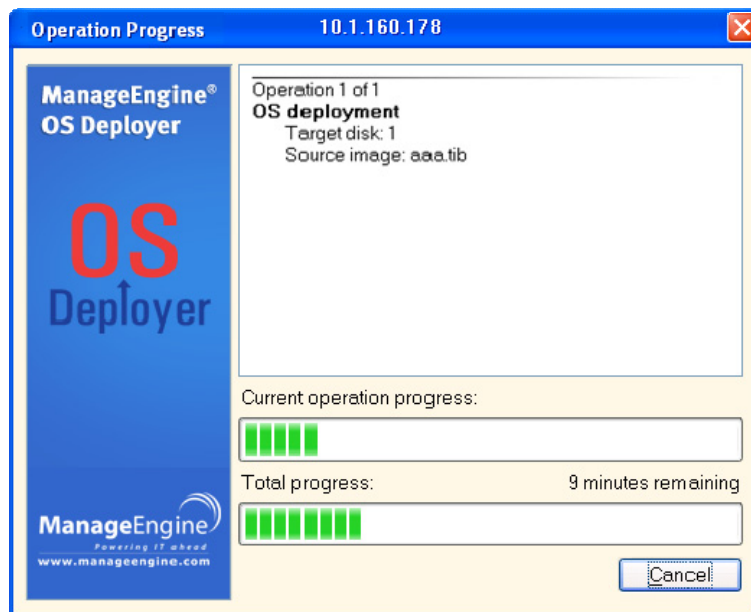 Operation Progress
10.1.160.178
ManageEngine®
OS Deployer
OS
Deployer
ManageEngine
Powering IT ahead
www.manageengine.com
Operation 1 of 1
OS deployment
Target disk: 1
Source image: aaa.tib
Current operation progress:
Total progress:
9 minutes remaining
Cancel